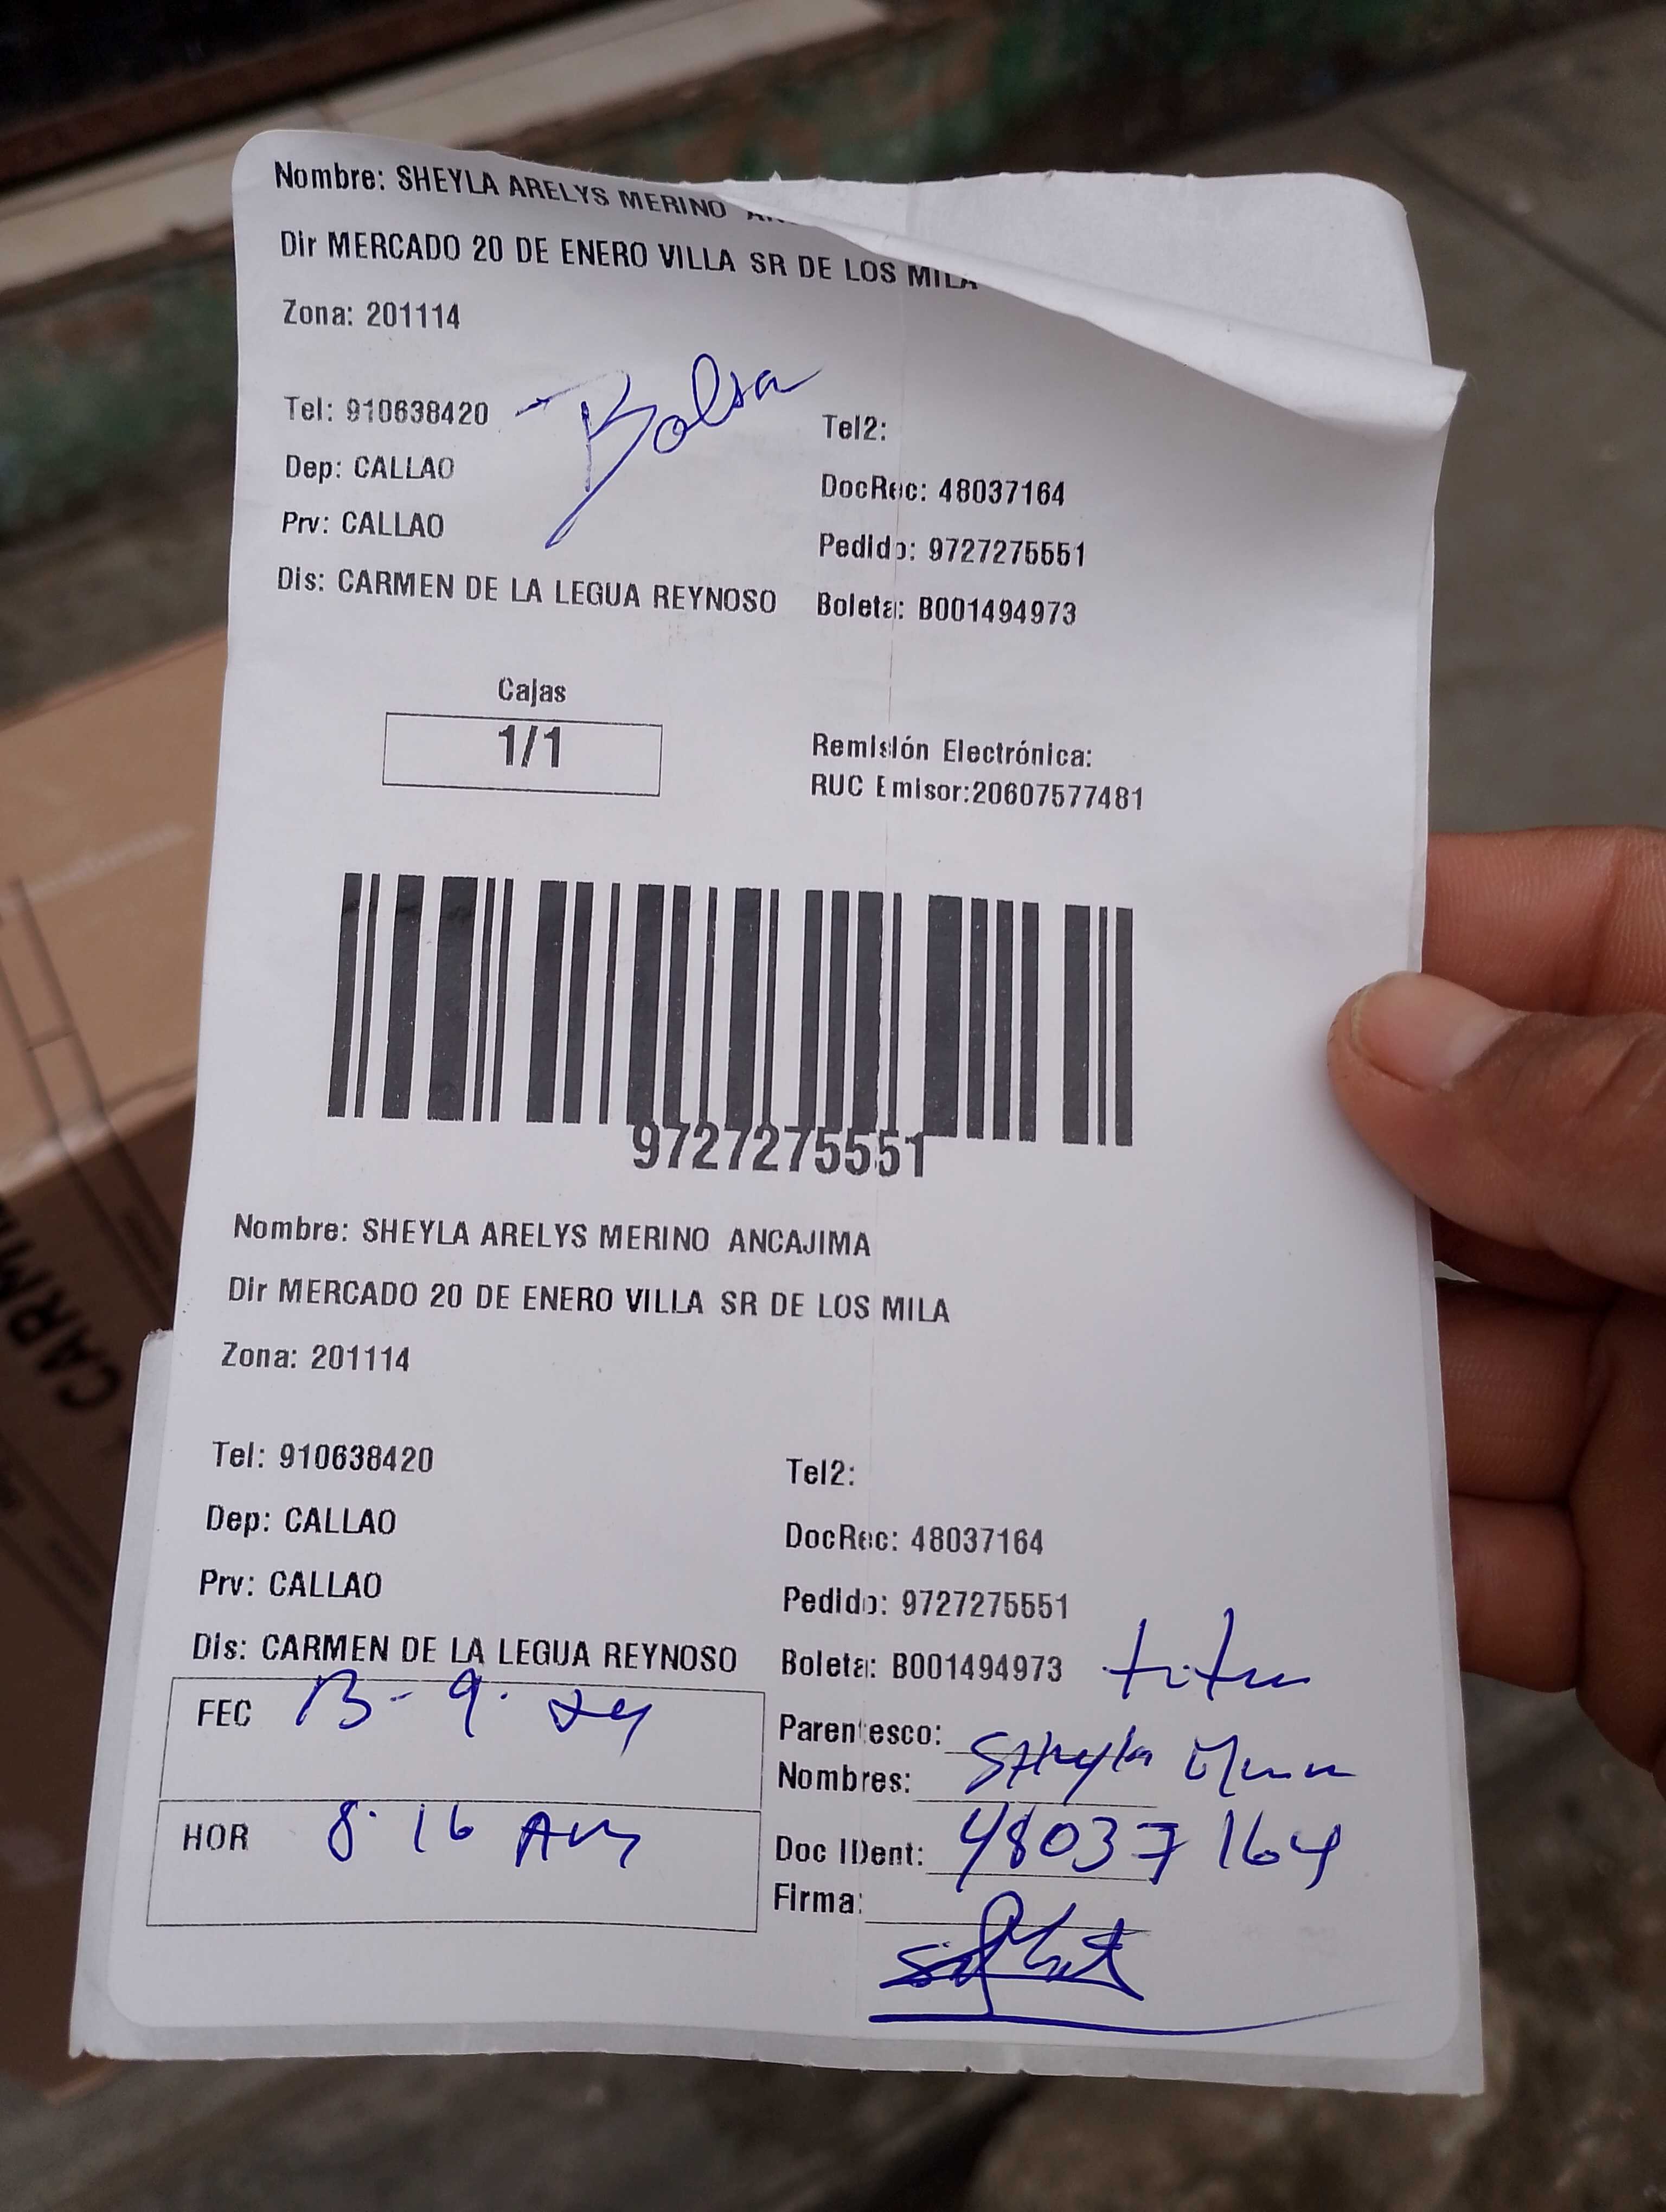 Nombre: SHEYLA ARELYS MERINO
Dir MERCADO 20 DE ENERO VILLA SR DE LOS MILA
Zona: 201114
Bolsa
Tel: 910638420
Tel2:
Dep: CALLAO
DocRec: 48037164
Prv: CALLAO
Pedido: 9727275551
Dis: CARMEN DE LA LEGUA REYNOSO
Boleta: B001494973
Cajas
1/1
Remisión Electrónica:
RUC Emisor:20607577481
9727275551
Nombre: SHEYLA ARELYS MERINO ANCAJIMA
Dir MERCADO 20 DE ENERO VILLA SR DE LOS MILA
Zona: 201114
Tel: 910638420
Tel2:
Dep: CALLAO
DocRec: 48037164
Prv: CALLAO
Pedido: 9727275551
Dis: CARMEN DE LA LEGUA REYNOSO
Boleta: B001494973
FEC 13-9-24
Parentesco:
Nombres: Sheyla
HOR 8:16 AM
Doc IDent: 48037164
Firma: